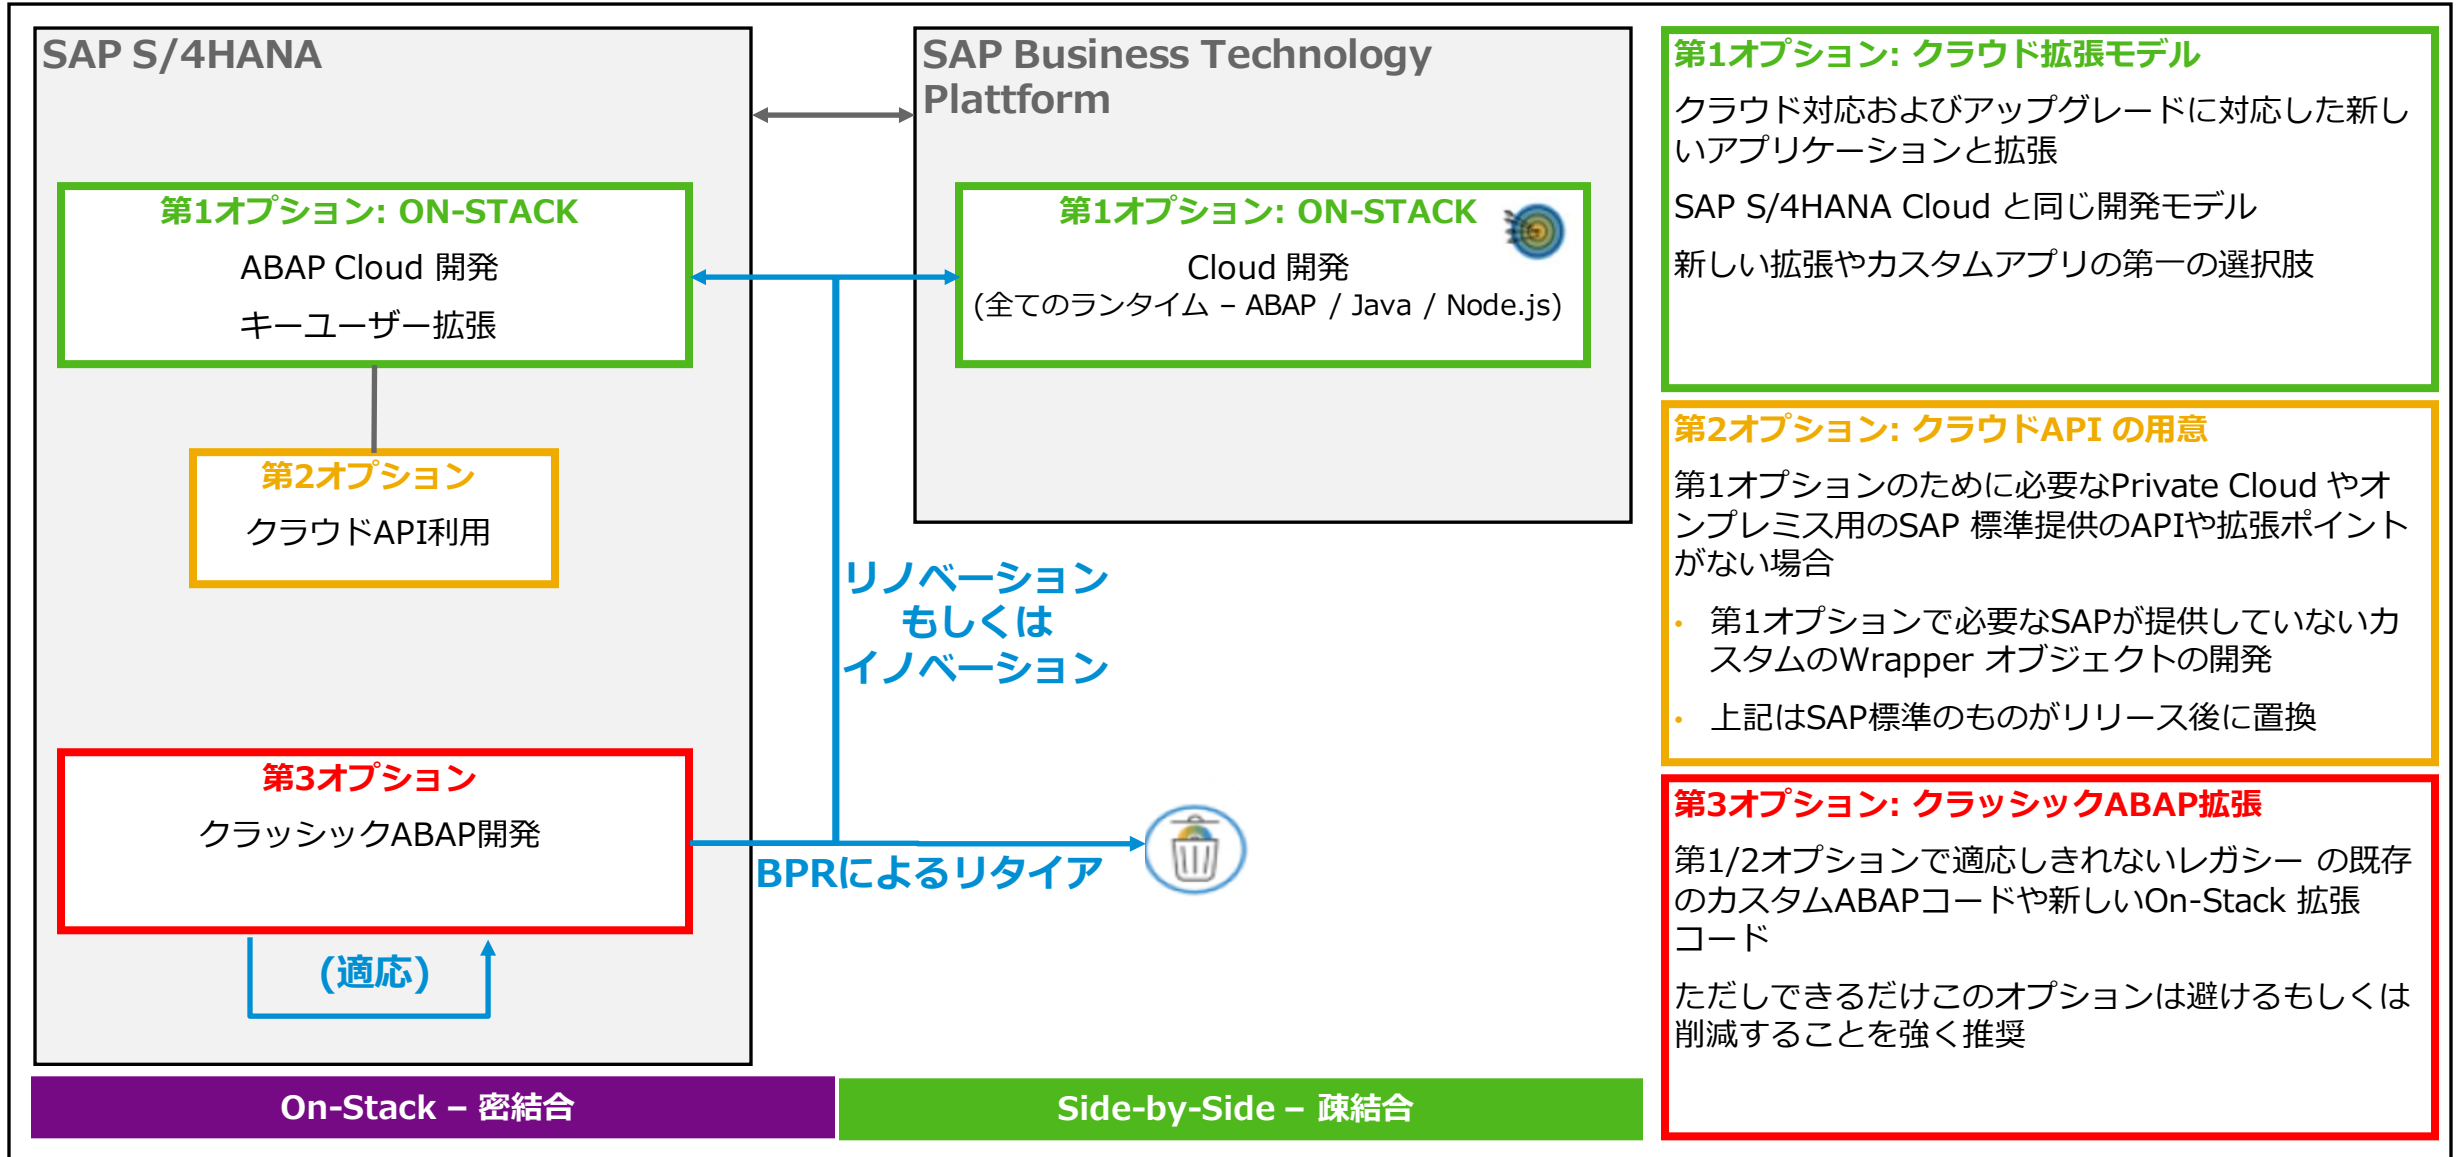 SAP S/4HANA
第1オプション: ON-STACK
ABAP Cloud 開発
キーユーザー拡張
第2オプション
クラウドAPI利用
第3オプション
クラッシックABAP開発
(適応)
SAP Business Technology
Plattform
第1オプション: ON-STACK
Cloud 開発
(全てのランタイム – ABAP / Java / Node.js)
リノベーション
もしくは
イノベーション
BPRによるリタイア
On-Stack – 密結合
Side-by-Side – 疎結合
第1オプション: クラウド拡張モデル
クラウド対応およびアップグレードに対応した新し
いアプリケーションと拡張
SAP S/4HANA Cloud と同じ開発モデル
新しい拡張やカスタムアプリの第一の選択肢
第2オプション: クラウドAPI の用意
第1オプションのために必要なPrivate Cloud やオ
ンプレミス用のSAP 標準提供のAPIや拡張ポイント
がない場合
• 第1オプションで必要なSAPが提供していないカ
スタムのWrapper オブジェクトの開発
• 上記はSAP標準のものがリリース後に置換
第3オプション: クラッシックABAP拡張
第1/2オプションで適応しきれないレガシー の既存
のカスタムABAPコードや新しいOn-Stack 拡張
コード
ただしできるだけこのオプションは避けるもしくは
削減することを強く推奨